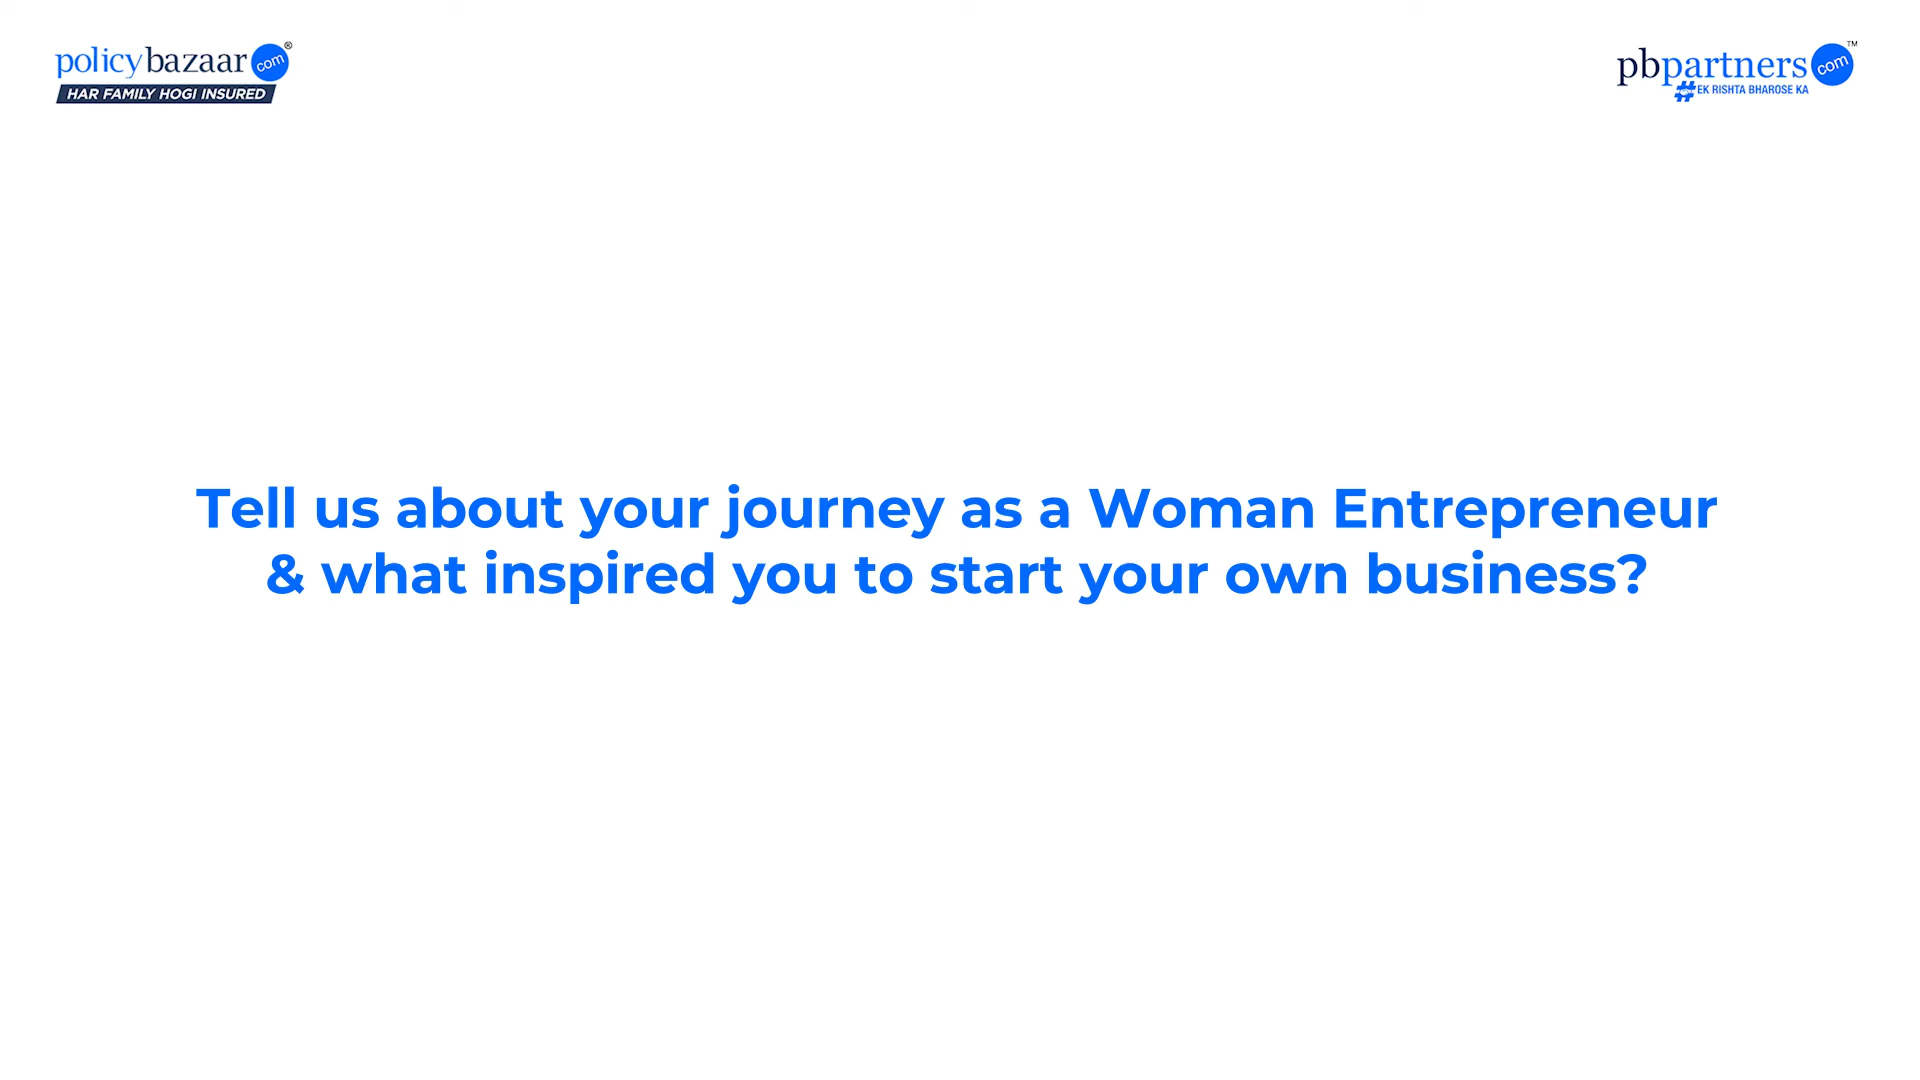 policybazaar com ®
HAR FAMILY HOGI INSURED
pbpartners com ™
#EK RISHTA BHAROSE KA
Tell us about your journey as a Woman Entrepreneur
& what inspired you to start your own business?